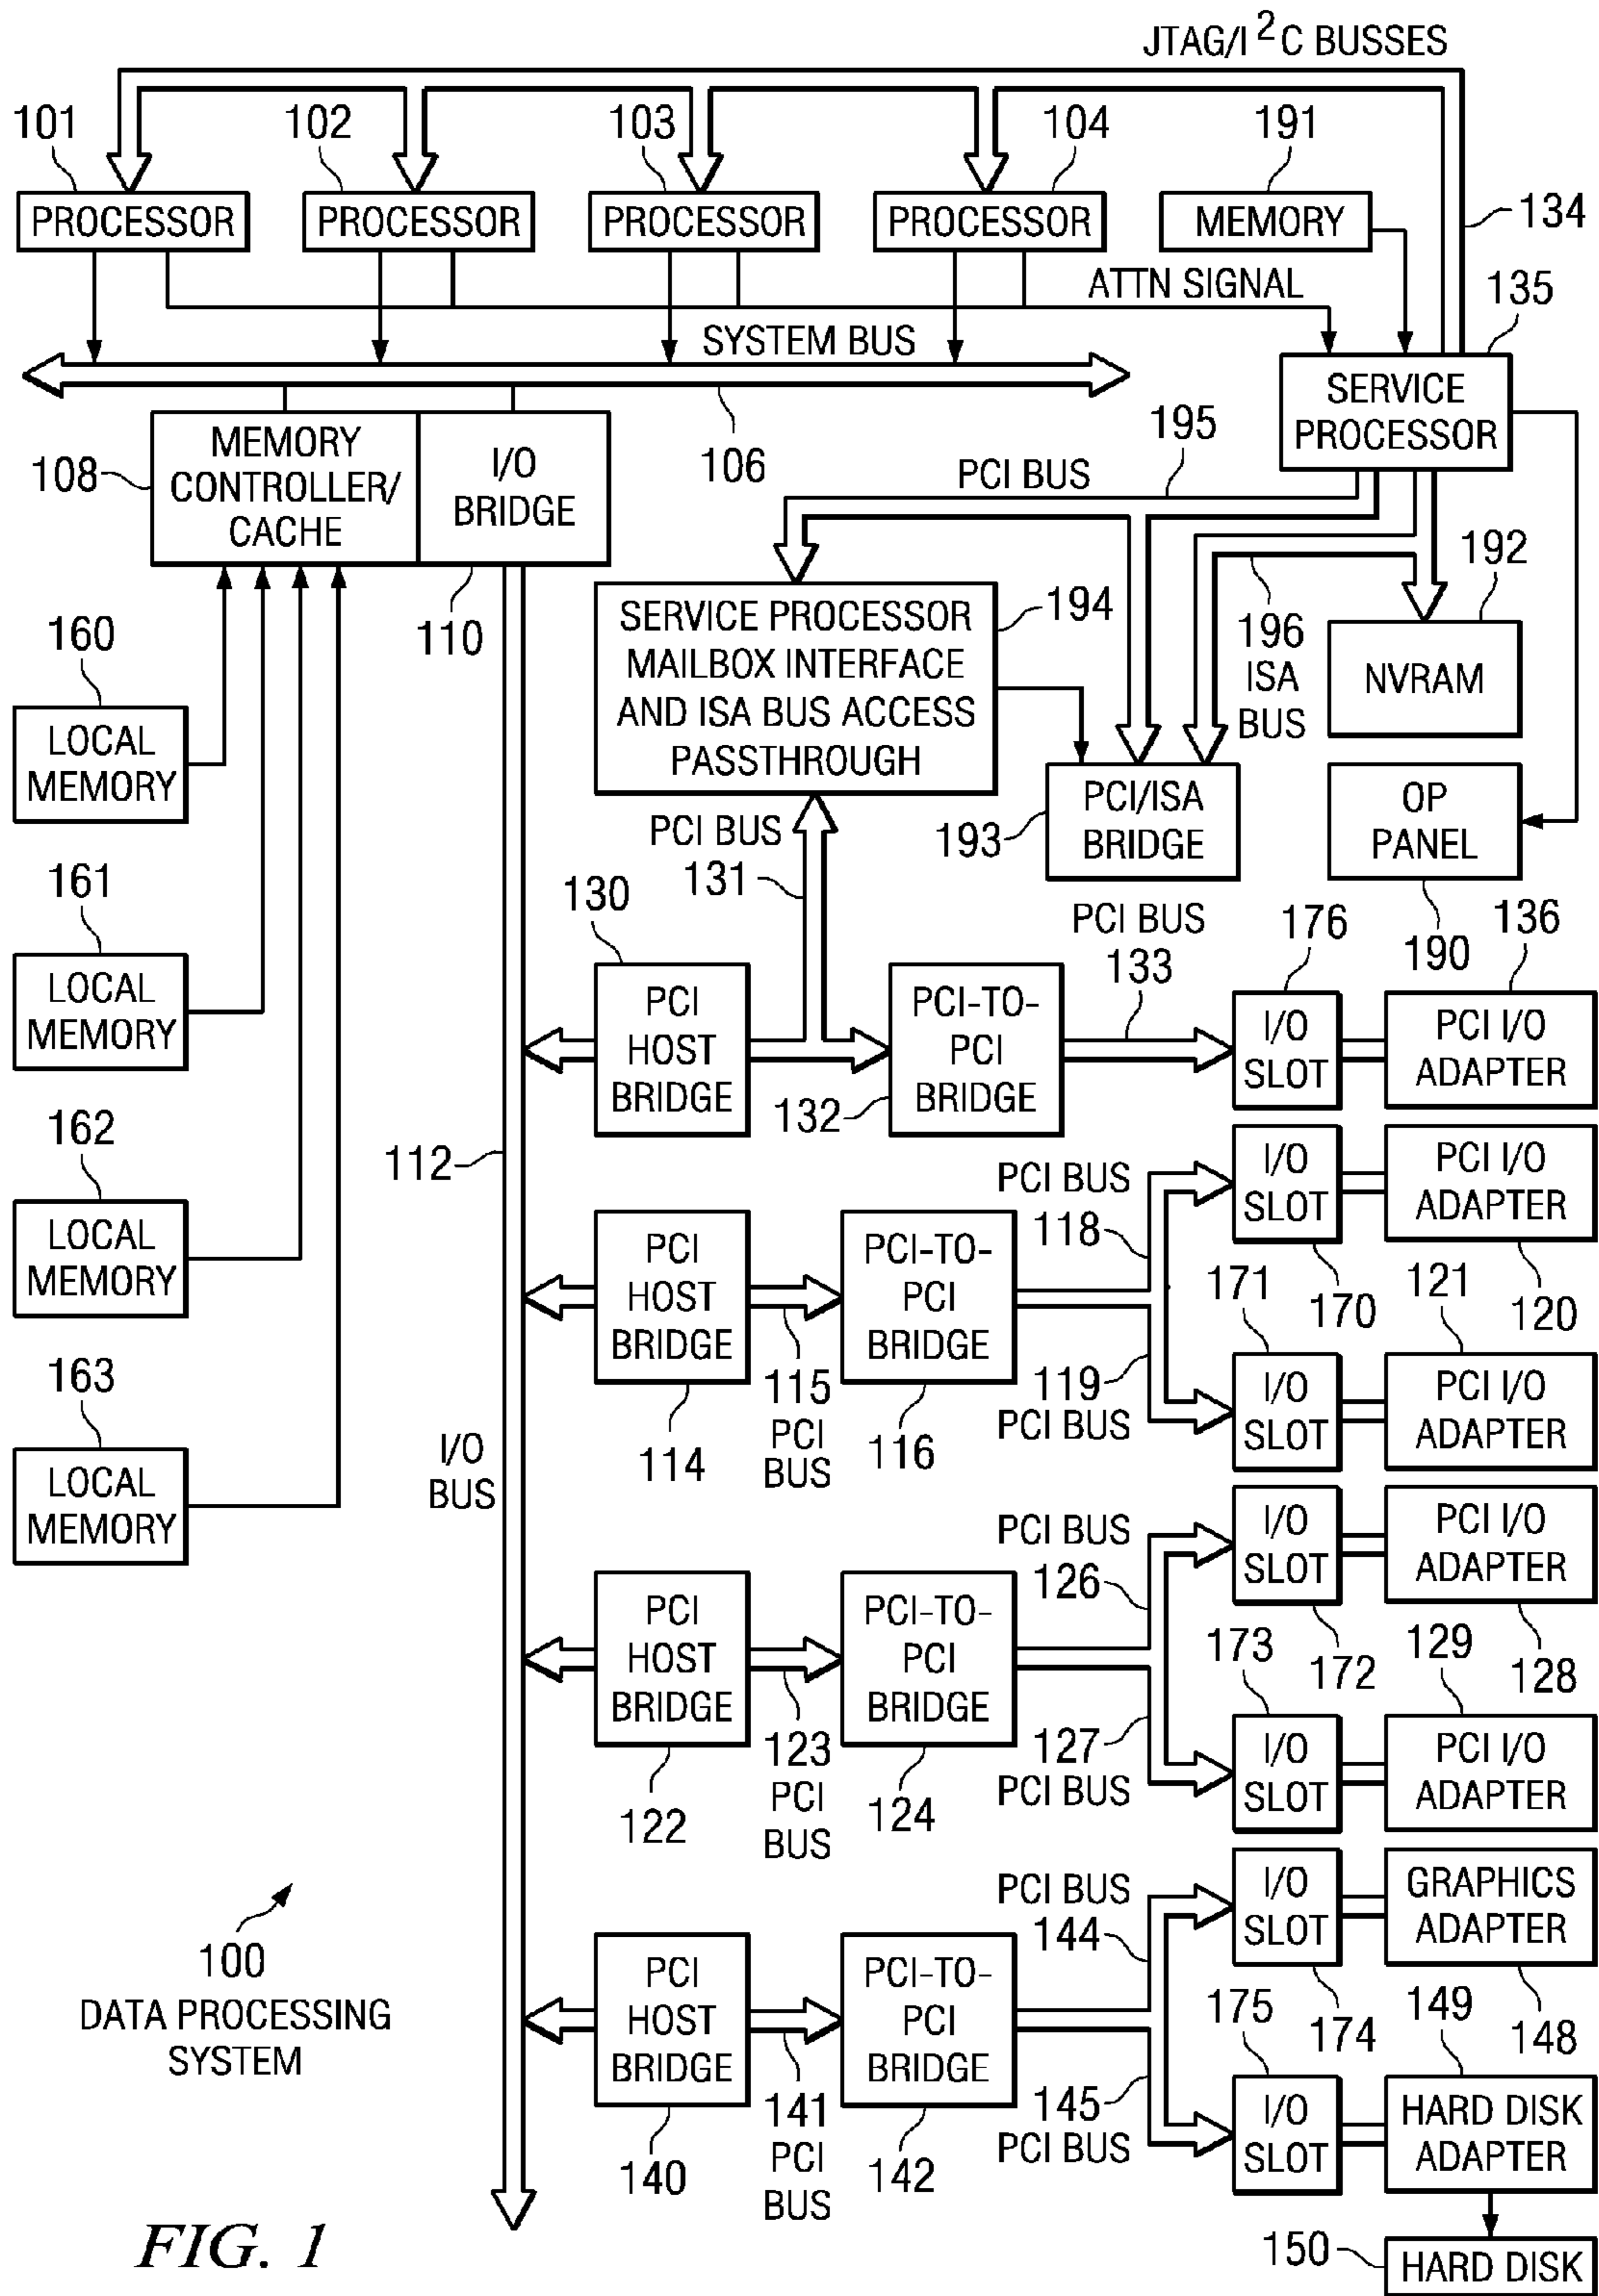 JTAG/I²C BUSSES
101
102
103
104
191
PROCESSOR
PROCESSOR
PROCESSOR
PROCESSOR
MEMORY
134
ATTN SIGNAL
135
SYSTEM BUS
SERVICE
PROCESSOR
108
MEMORY
CONTROLLER/
CACHE
I/O
BRIDGE
106
195
PCI BUS
192
110
SERVICE PROCESSOR
MAILBOX INTERFACE
AND ISA BUS ACCESS
PASSTHROUGH
194
196
ISA
BUS
NVRAM
160
LOCAL
MEMORY
PCI BUS
131
193
PCI/ISA
BRIDGE
OP
PANEL
190
161
LOCAL
MEMORY
130
PCI
HOST
BRIDGE
132
PCI-TO-
PCI
BRIDGE
PCI BUS
133
176
I/O
SLOT
136
PCI I/O
ADAPTER
162
LOCAL
MEMORY
112
PCI BUS
118
I/O
SLOT
170
PCI I/O
ADAPTER
120
PCI
HOST
BRIDGE
114
115
PCI
BUS
PCI-TO-
PCI
BRIDGE
116
119
PCI BUS
171
I/O
SLOT
121
PCI I/O
ADAPTER
163
LOCAL
MEMORY
I/O
BUS
PCI BUS
126
I/O
SLOT
172
PCI I/O
ADAPTER
128
PCI
HOST
BRIDGE
122
123
PCI
BUS
PCI-TO-
PCI
BRIDGE
124
127
PCI BUS
173
I/O
SLOT
129
PCI I/O
ADAPTER
PCI BUS
144
I/O
SLOT
174
GRAPHICS
ADAPTER
148
100
DATA PROCESSING
SYSTEM
PCI
HOST
BRIDGE
140
141
PCI
BUS
PCI-TO-
PCI
BRIDGE
142
145
PCI BUS
175
I/O
SLOT
149
HARD DISK
ADAPTER
150
HARD DISK
FIG. 1